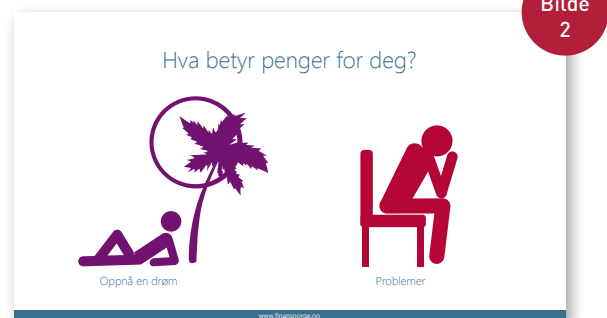 Bilde
2
Hva betyr penger for deg?
Oppnå en drøm
Problemer
www.finansnorge.no